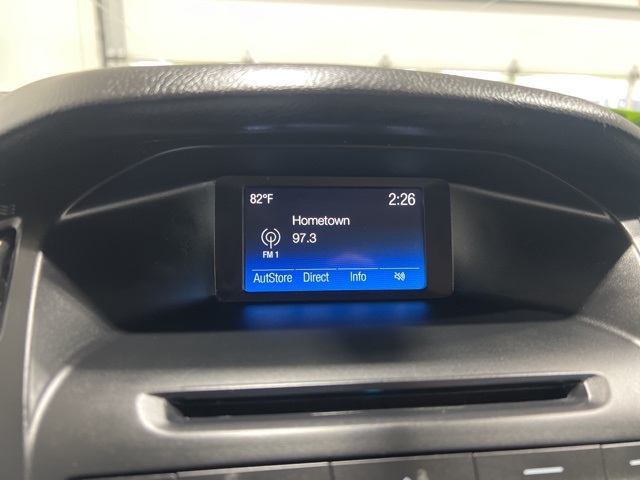 82°F 2:26
Hometown
97.3
FM 1
AutStore Direct Info